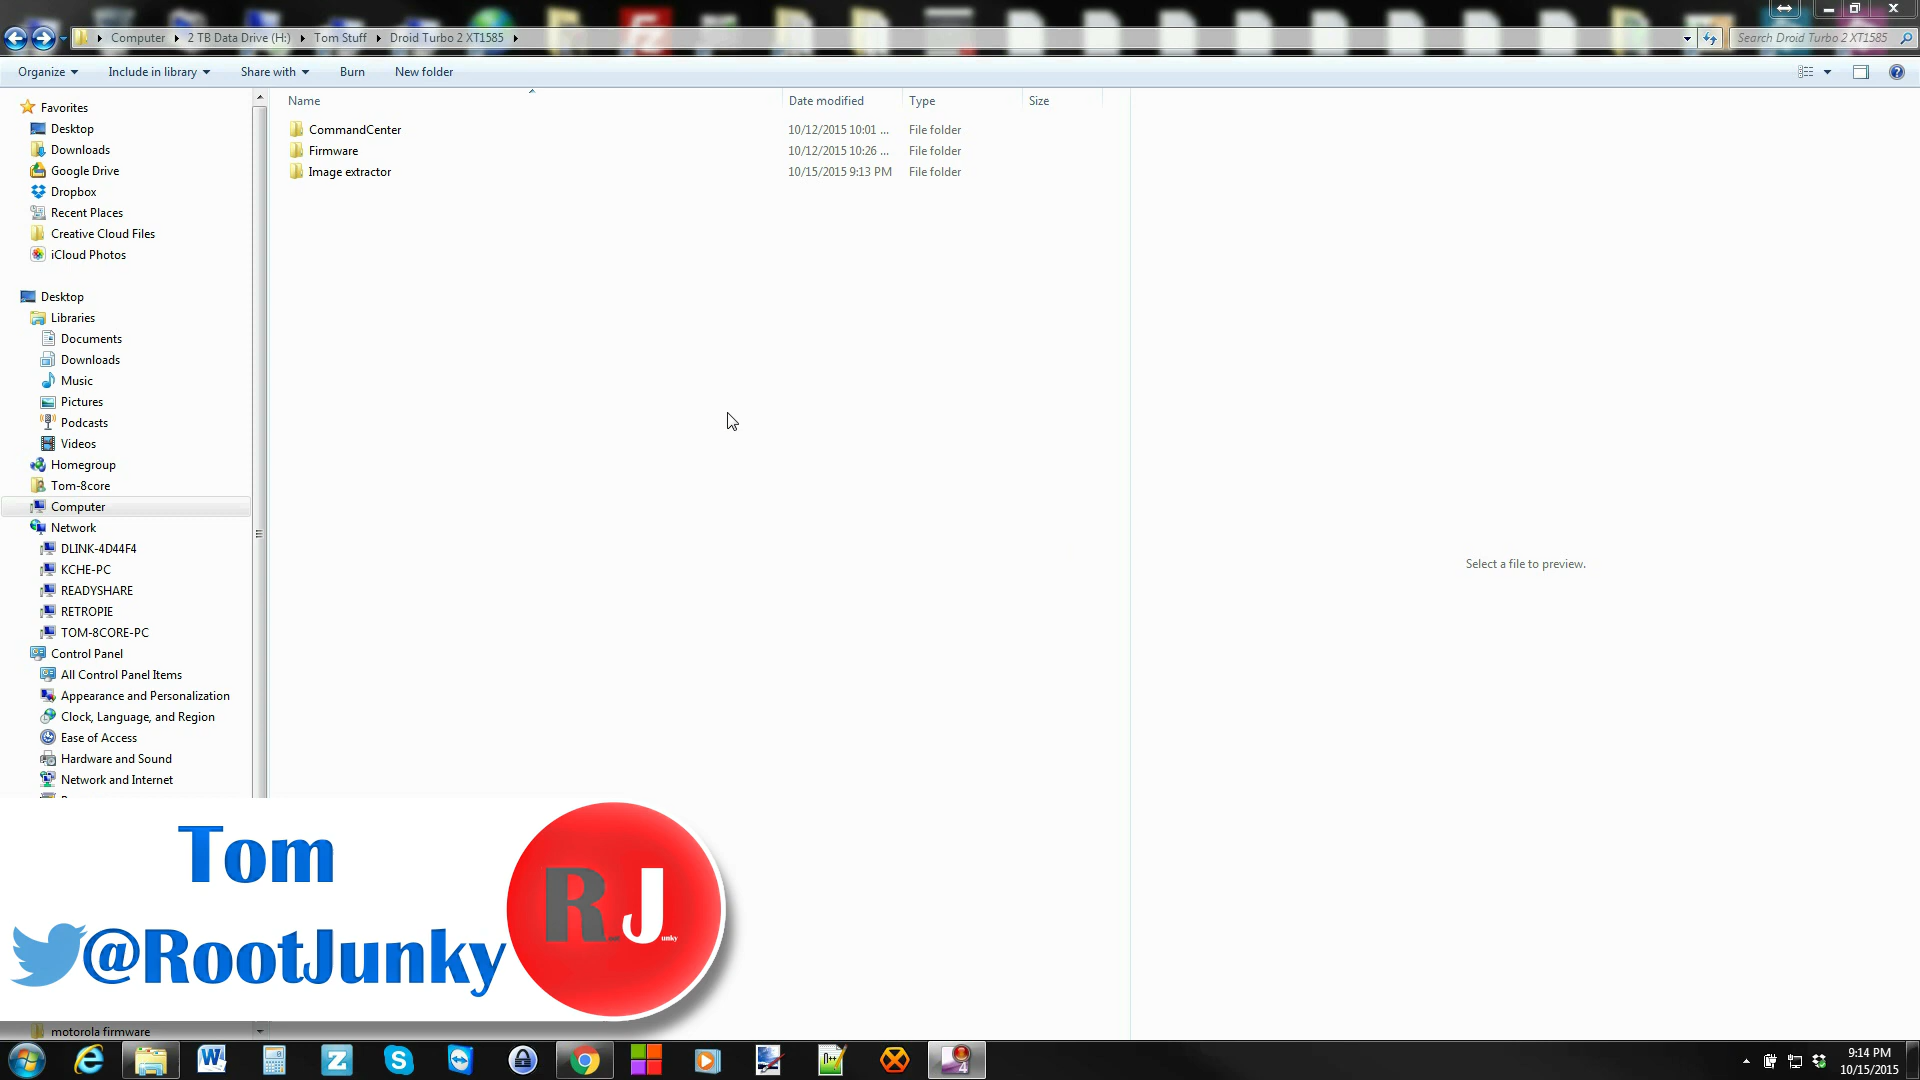 Computer
2 TB Data Drive (H:)
Tom Stuff
Droid Turbo 2 XT1585
Search Droid Turbo 2 XT1585
Organize
Include in library
Share with
Burn
New folder
Name
Date modified
Type
Size
CommandCenter
10/12/2015 10:01 ...
File folder
Firmware
10/12/2015 10:26 ...
File folder
Image extractor
10/15/2015 9:13 PM
File folder
Favorites
Desktop
Downloads
Google Drive
Dropbox
Recent Places
Creative Cloud Files
iCloud Photos
Desktop
Libraries
Documents
Downloads
Music
Pictures
Podcasts
Videos
Homegroup
Tom-8core
Computer
Network
DLINK-4D44F4
KCHE-PC
READYSHARE
RETROPIE
TOM-8CORE-PC
Control Panel
All Control Panel Items
Appearance and Personalization
Clock, Language, and Region
Ease of Access
Hardware and Sound
Network and Internet
Select a file to preview.
Tom
@RootJunky
R J
unky
motorola firmware
9:14 PM
10/15/2015